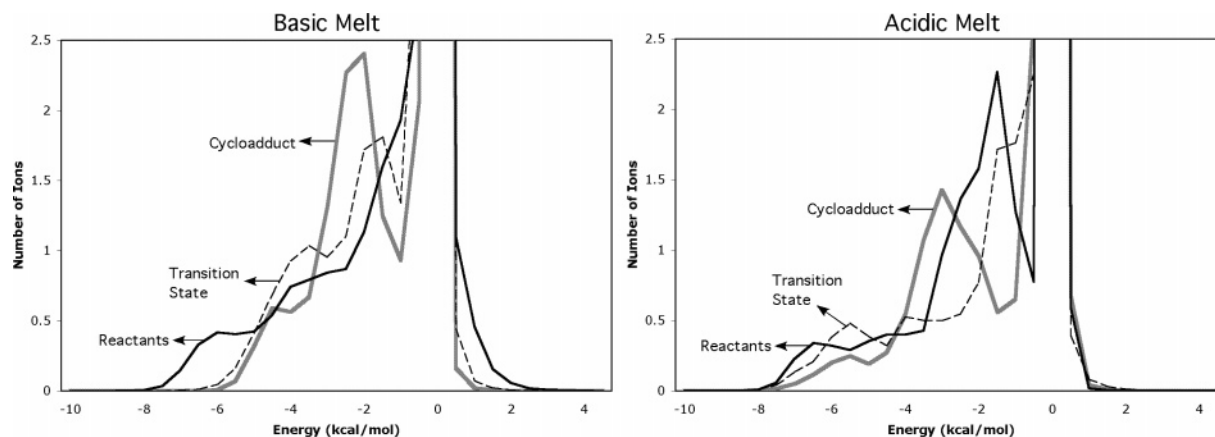 Basic Melt
2.5
2
1.5
1
0.5
0
Number of Ions
Cycloadduct
Transition
State
Reactants
-10
-8
-6
-4
-2
0
2
4
Energy (kcal/mol)
Acidic Melt
2.5
2
1.5
1
0.5
0
Number of Ions
Cycloadduct
Transition
State
Reactants
-10
-8
-6
-4
-2
0
2
4
Energy (kcal/mol)